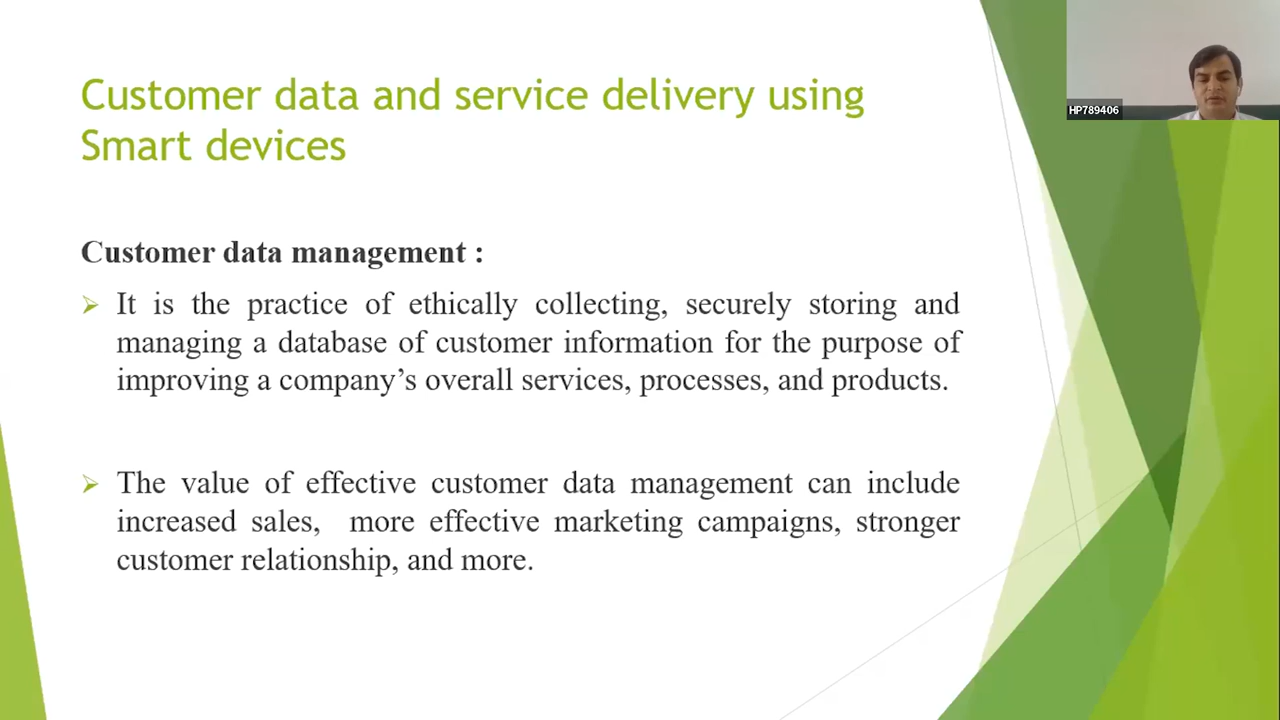 Customer data and service delivery using
Smart devices
HP789406
Customer data management :
It is the practice of ethically collecting, securely storing and
managing a database of customer information for the purpose of
improving a company's overall services, processes, and products.
The value of effective customer data management can include
increased sales, more effective marketing campaigns, stronger
customer relationship, and more.